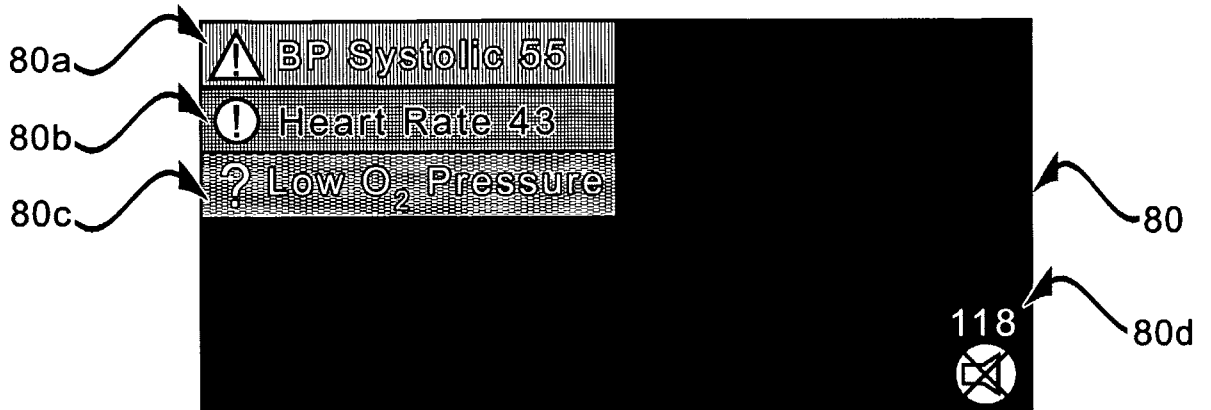 80a
BP Systolic 55
80b
Heart Rate 43
80c
Low O₂ Pressure
80
118
80d